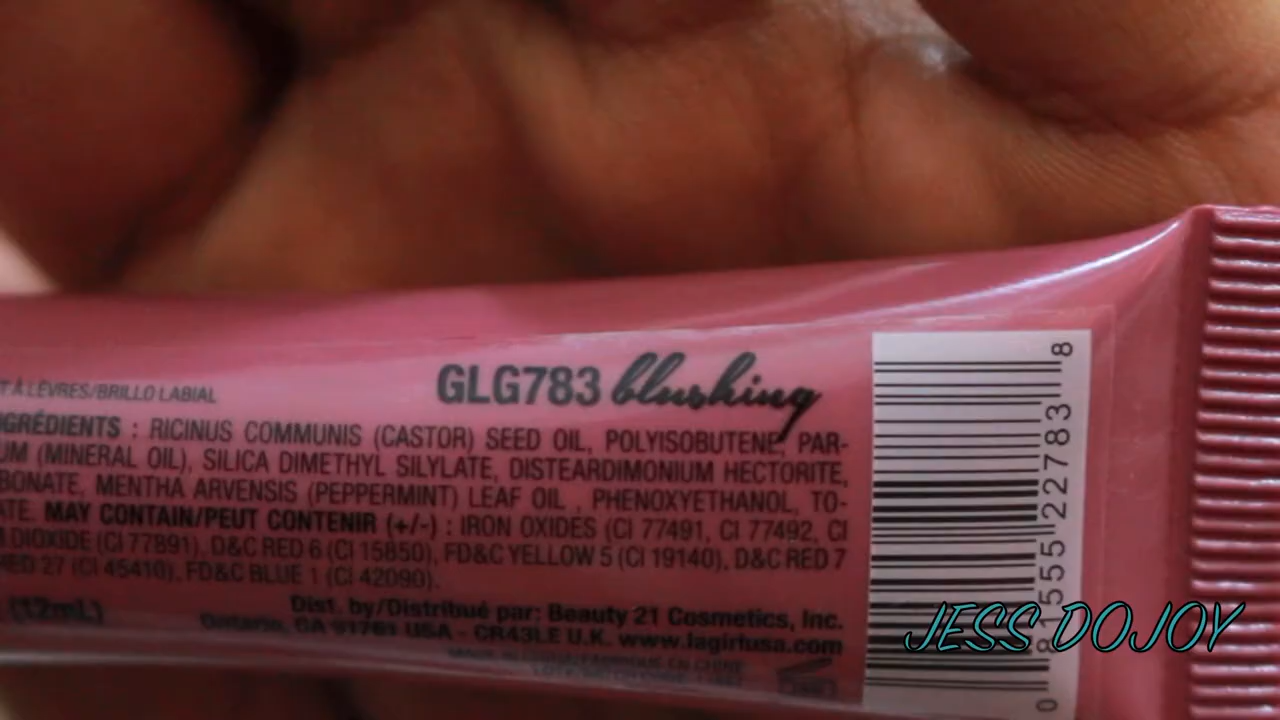 T À LÈVRES/BRILLO LABIAL
GLG783 blushing
GRÉDIENTS : RICINUS COMMUNIS (CASTOR) SEED OIL, POLYISOBUTENE, PAR-
UM (MINERAL OIL), SILICA DIMETHYL SILYLATE, DISTEARDIMONIUM HECTORITE,
BONATE, MENTHA ARVENSIS (PEPPERMINT) LEAF OIL , PHENOXYETHANOL, TO-
ATE. MAY CONTAIN/PEUT CONTENIR (+/-) : IRON OXIDES (CI 77491, CI 77492, CI
DIOXIDE (CI 77891), D&C RED 6 (CI 15850), FD&C YELLOW 5 (CI 19140), D&C RED 7
RED 27 (CI 45410), FD&C BLUE 1 (CI 42090).
(12mL)
Dist. by/Distribué par: Beauty 21 Cosmetics, Inc.
Ontario, CA 91761 USA - CR43LE U.K. www.lagirlusa.com
0 81555 22783 8
JESS DOJOY